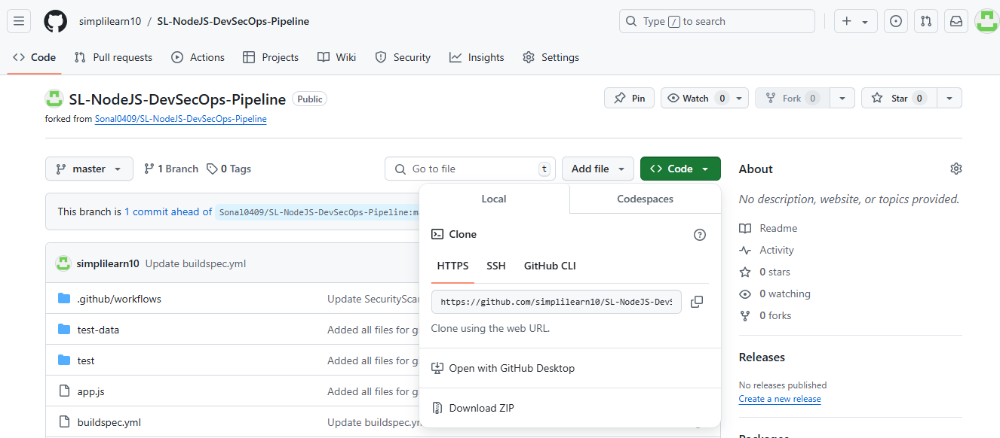 simplilearn10 / SL-NodeJS-DevSecOps-Pipeline
Type / to search
Code Pull requests Actions Projects Wiki Security Insights Settings
SL-NodeJS-DevSecOps-Pipeline Public
Pin Watch 0 Fork 0 Star 0
forked from Sonal0409/SL-NodeJS-DevSecOps-Pipeline
master 1 Branch 0 Tags
Go to file t Add file Code
This branch is 1 commit ahead of Sonal0409/SL-NodeJS-DevSecOps-Pipeline:ma
simplilearn10 Update buildspec.yml
.github/workflows Update SecurityScan
test-data Added all files for gi
test Added all files for gi
app.js Added all files for gi
buildspec.yml Update buildspec.ym
Local Codespaces
Clone
HTTPS SSH GitHub CLI
https://github.com/simplilearn10/SL-NodeJS-DevS
Clone using the web URL.
Open with GitHub Desktop
Download ZIP
About
No description, website, or topics provided.
Readme
Activity
0 stars
0 watching
0 forks
Releases
No releases published
Create a new release
Packages